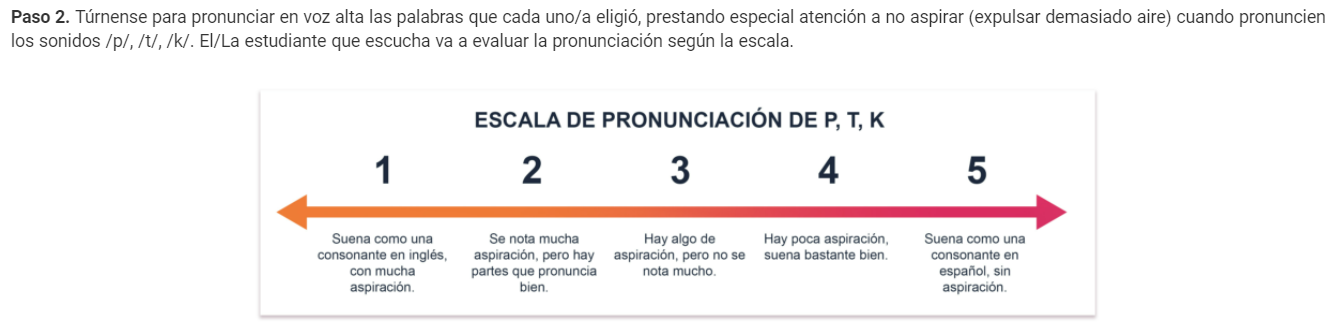 Paso 2. Túrnense para pronunciar en voz alta las palabras que cada uno/a eligió, prestando especial atención a no aspirar (expulsar demasiado aire) cuando pronuncien
los sonidos /p/, /t/, /k/. El/La estudiante que escucha va a evaluar la pronunciación según la escala.
ESCALA DE PRONUNCIACIÓN DE P, T, K
1
2
3
4
5
Suena como una
consonante en inglés,
con mucha
aspiración.
Se nota mucha
aspiración, pero hay
partes que pronuncia
bien.
Hay algo de
aspiración, pero no se
nota mucho.
Hay poca aspiración,
suena bastante bien.
Suena como una
consonante en
español, sin
aspiración.